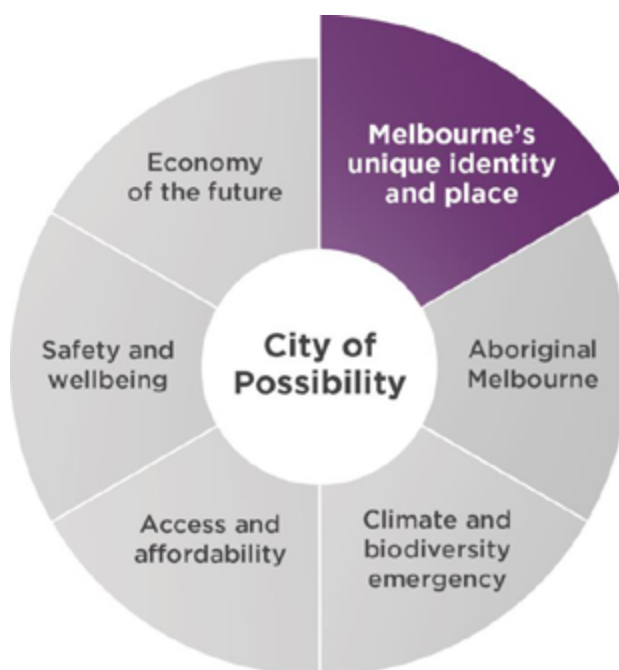 Melbourne's
unique identity
and place
Aboriginal
Melbourne
Climate and
biodiversity
emergency
Access and
affordability
Safety and
wellbeing
Economy
of the future
City of
Possibility